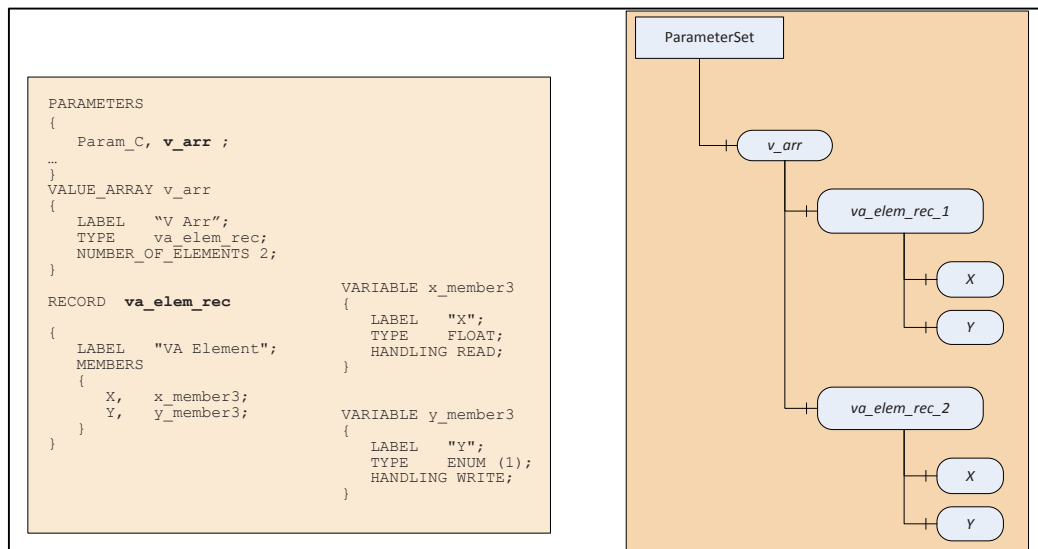 PARAMETERS
{
Param_C, v_arr ;
…
}
VALUE_ARRAY v_arr
{
LABEL “V Arr”;
TYPE va_elem_rec;
NUMBER_OF_ELEMENTS 2;
}
RECORD va_elem_rec
{
LABEL "VA Element";
MEMBERS
{
X, x_member3;
Y, y_member3;
}
}
VARIABLE x_member3
{
LABEL "X";
TYPE FLOAT;
HANDLING READ;
}
VARIABLE y_member3
{
LABEL "Y";
TYPE ENUM (1);
HANDLING WRITE;
}
ParameterSet
v_arr
va_elem_rec_1
X
Y
va_elem_rec_2
X
Y